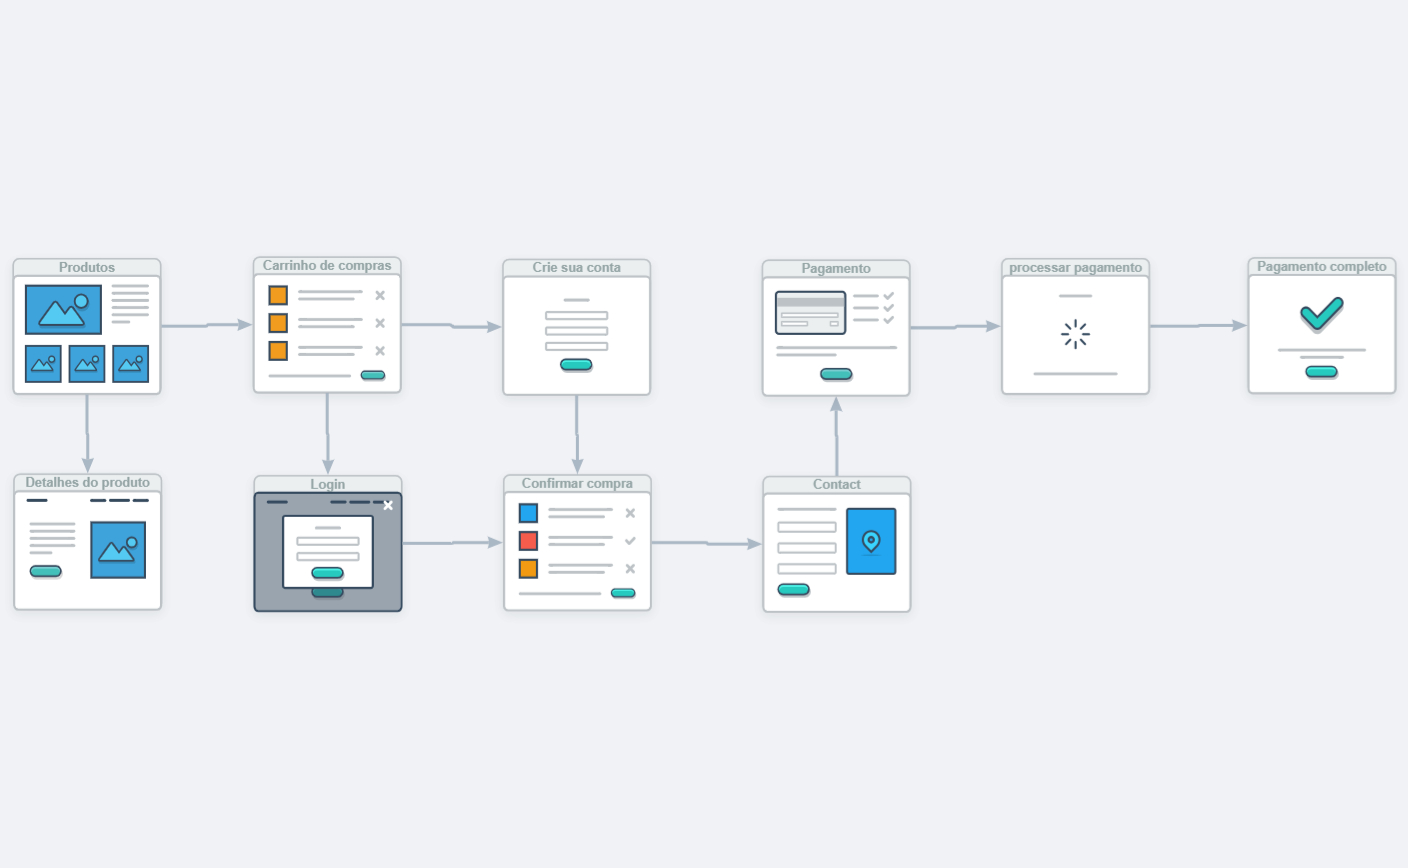 Produtos
Carrinho de compras
Crie sua conta
Pagamento
processar pagamento
Pagamento completo
Detalhes do produto
Login
Confirmar compra
Contact